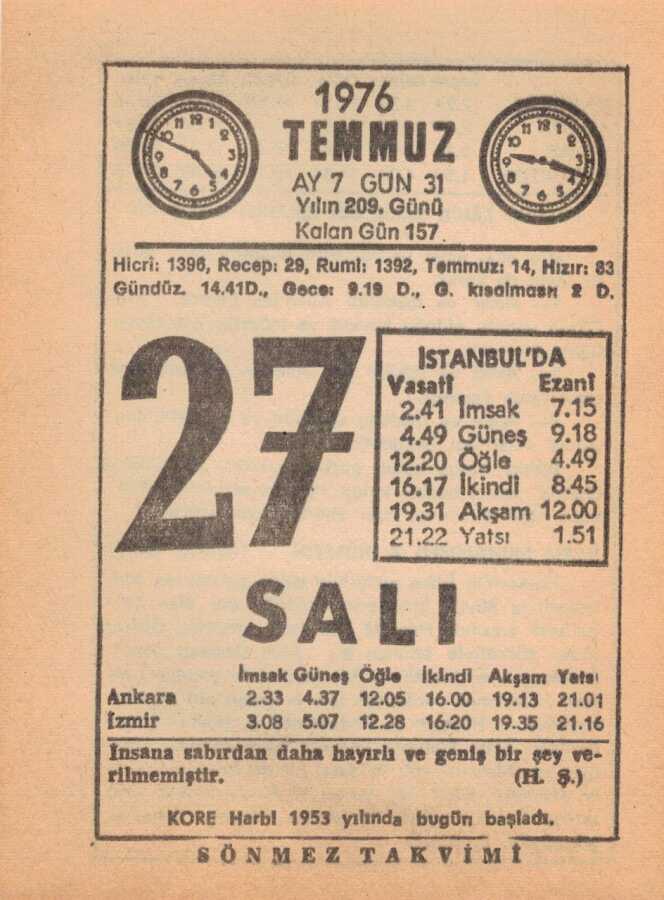 1976
TEMMUZ
AY 7 GÜN 31
Yılın 209. Günü
Kalan Gün 157
Hicrî: 1396, Recep: 29, Rumî: 1392, Temmuz: 14, Hızır: 83
Gündüz. 14.41D., Gece: 9.19 D., G. kısalması 2 D.
27
İSTANBUL'DA
Vasatî Ezanî
2.41 İmsak 7.15
4.49 Güneş 9.18
12.20 Öğle 4.49
16.17 İkindi 8.45
19.31 Akşam 12.00
21.22 Yatsı 1.51
SALI
İmsak Güneş Öğle İkindi Akşam Yatsı
Ankara 2.33 4.37 12.05 16.00 19.13 21.01
İzmir 3.08 5.07 12.28 16.20 19.35 21.16
İnsana sabırdan daha hayırlı ve geniş bir şey ve-
rilmemiştir. (H. Ş.)
KORE Harbi 1953 yılında bugün başladı.
SÖNMEZ TAKVİMİ